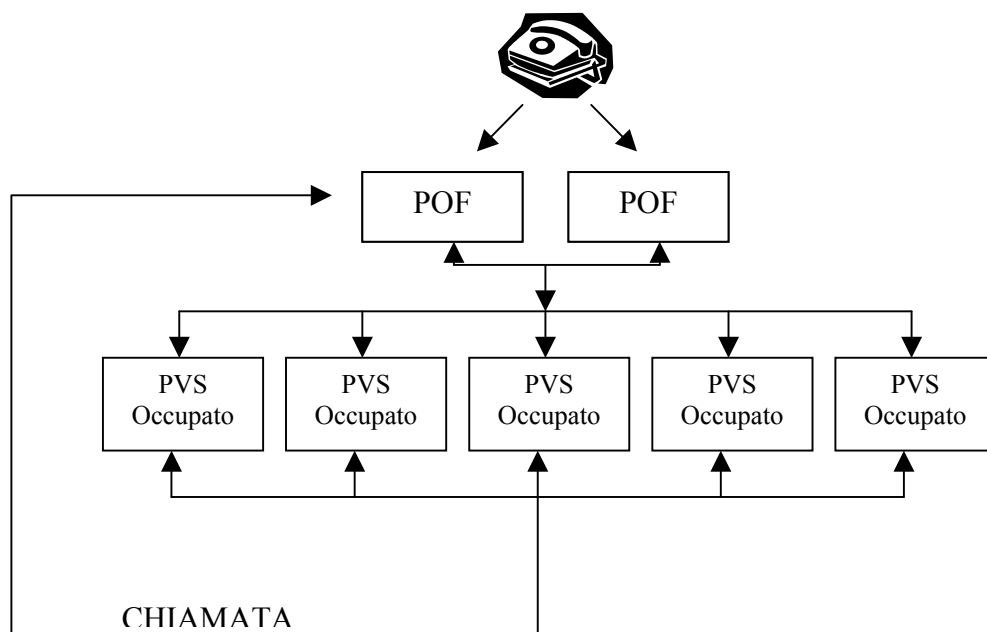 POF
POF
PVS
Occupato
PVS
Occupato
PVS
Occupato
PVS
Occupato
PVS
Occupato
CHIAMATA